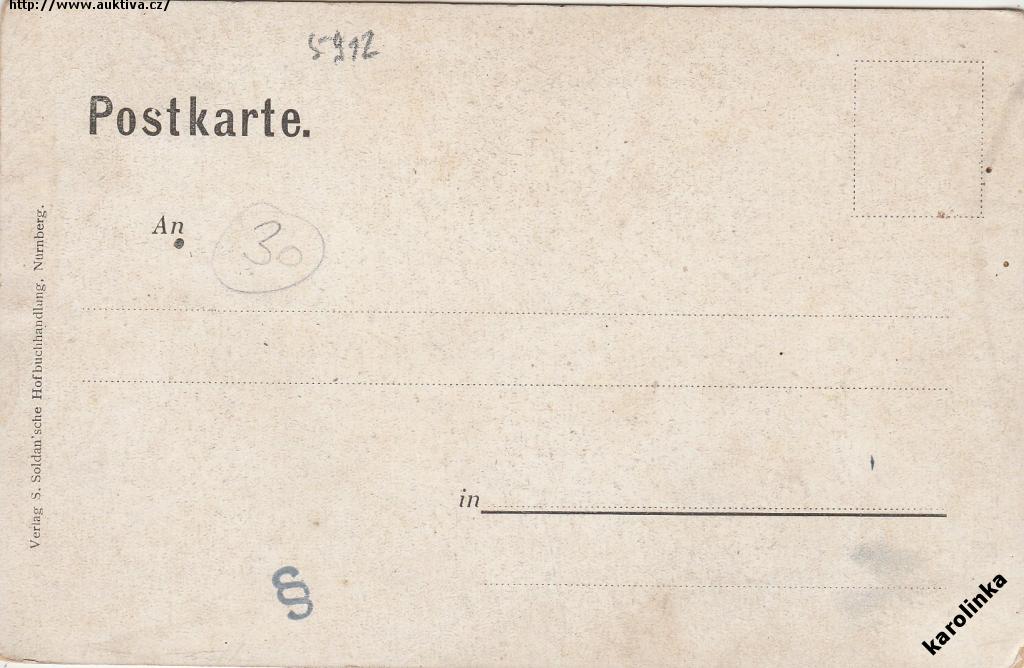 http://www.auktiva.cz/
5912
Postkarte.
An
30
in
§
Verlag S. Soldan'sche Hofbuchhandlung, Nürnberg.
karolinka